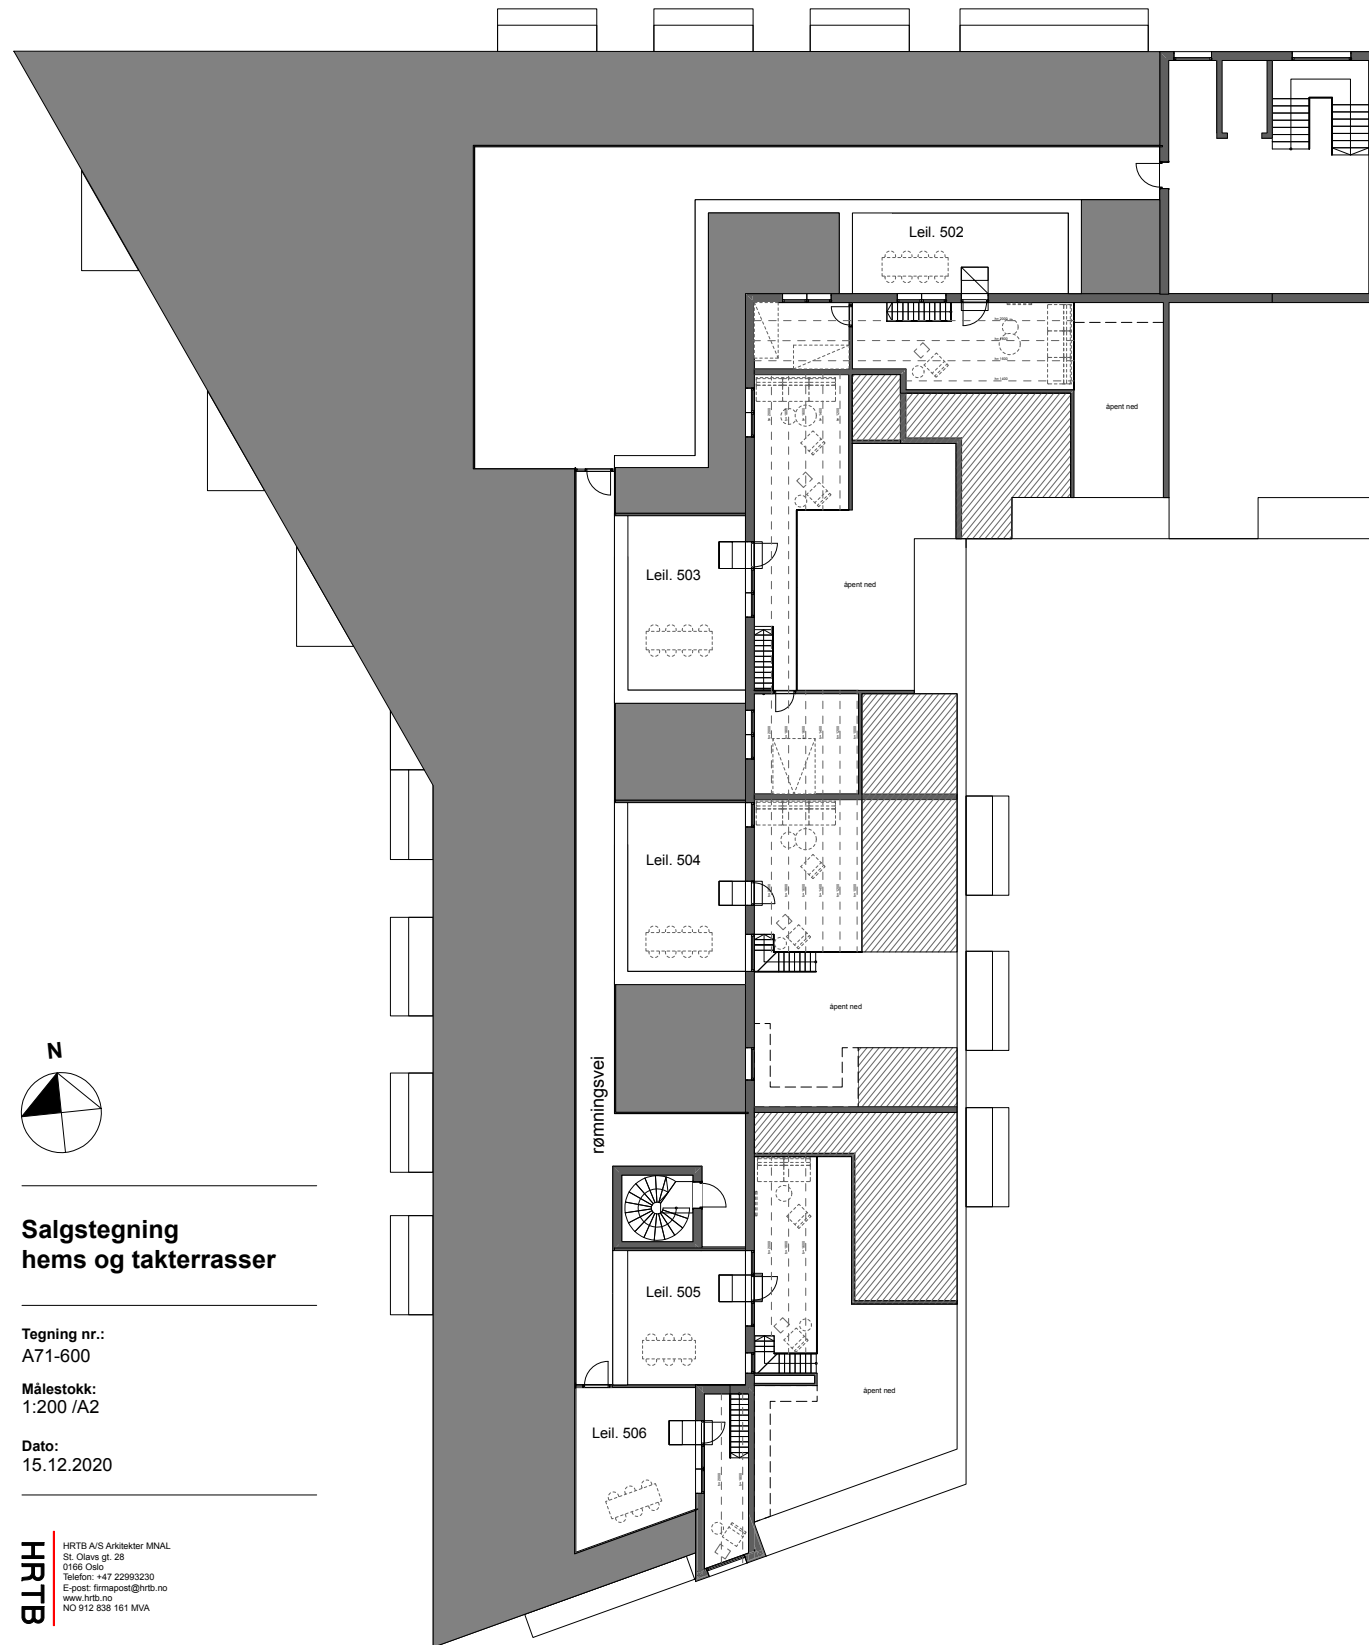 Leil. 502
åpent ned
Leil. 503
åpent ned
Leil. 504
åpent ned
rømningsvei
Leil. 505
åpent ned
Leil. 506
N
Salgstegning
hems og takterrasser
Tegning nr.:
A71-600
Målestokk:
1:200 /A2
Dato:
15.12.2020
HRTB
HRTB A/S Arkitekter MNAL
St. Olavs gt. 28
0166 Oslo
Telefon: +47 22993230
E-post: firmapost@hrtb.no
www.hrtb.no
NO 912 838 161 MVA